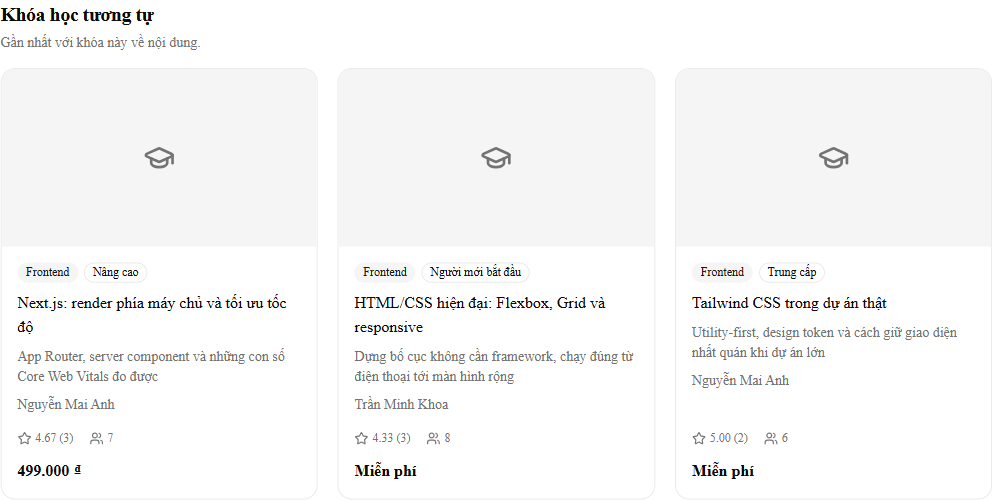 Khóa học tương tự
Gần nhất với khóa này về nội dung.
Frontend
Nâng cao
Next.js: render phía máy chủ và tối ưu tốc
độ
App Router, server component và những con số
Core Web Vitals đo được
Nguyễn Mai Anh
4.67 (3)
7
499.000 ₫
Frontend
Người mới bắt đầu
HTML/CSS hiện đại: Flexbox, Grid và
responsive
Dựng bố cục không cần framework, chạy đúng từ
điện thoại tới màn hình rộng
Trần Minh Khoa
4.33 (3)
8
Miễn phí
Frontend
Trung cấp
Tailwind CSS trong dự án thật
Utility-first, design token và cách giữ giao diện
nhất quán khi dự án lớn
Nguyễn Mai Anh
5.00 (2)
6
Miễn phí